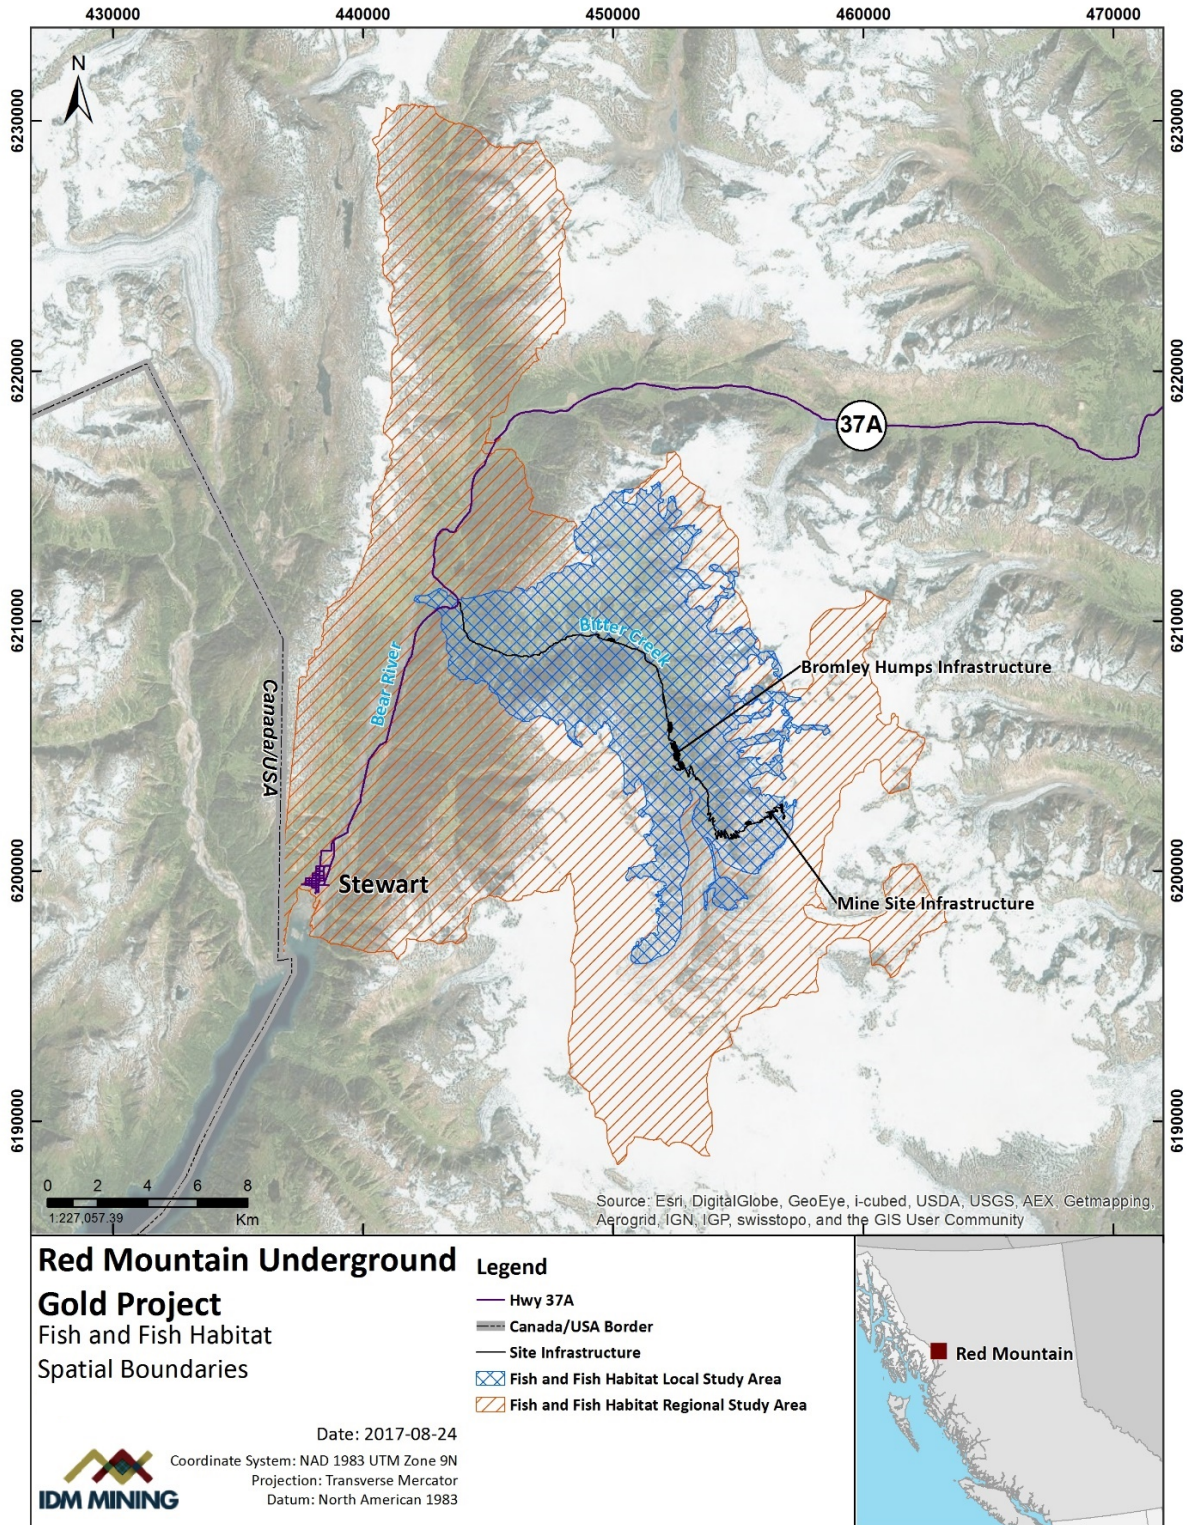 430000
440000
450000
460000
470000
N
6230000
6230000
6220000
6220000
37A
6210000
6210000
Bitter Creek
Bear River
Bromley Humps Infrastructure
Canada/USA
6200000
6200000
Stewart
Mine Site Infrastructure
6190000
6190000
0 2 4 6 8
1:227,057.39
Km
Source: Esri, DigitalGlobe, GeoEye, i-cubed, USDA, USGS, AEX, Getmapping,
Aerogrid, IGN, IGP, swisstopo, and the GIS User Community
Red Mountain Underground
Gold Project
Fish and Fish Habitat
Spatial Boundaries
Date: 2017-08-24
Coordinate System: NAD 1983 UTM Zone 9N
Projection: Transverse Mercator
Datum: North American 1983
IDM MINING
Legend
Hwy 37A
Canada/USA Border
Site Infrastructure
Fish and Fish Habitat Local Study Area
Fish and Fish Habitat Regional Study Area
Red Mountain